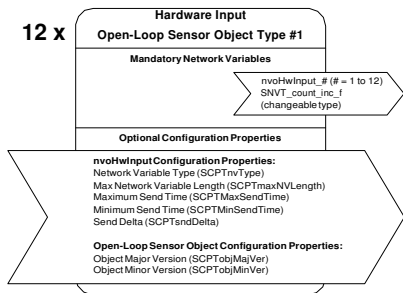 Hardware Input
12 x
Open-Loop Sensor Object Type #1
Mandatory Network Variables
nvoHwInput_# (# = 1 to 12)
SNVT_count_inc_f
(changeable type)
Optional Configuration Properties
nvoHwInput Configuration Properties:
Network Variable Type (SCPTnvType)
Max Network Variable Length (SCPTmaxNVLength)
Maximum Send Time (SCPTMaxSendTime)
Minimum Send Time (SCPTMinSendTime)
Send Delta (SCPTsndDelta)
Open-Loop Sensor Object Configuration Properties:
Object Major Version (SCPTobjMajVer)
Object Minor Version (SCPTobjMinVer)